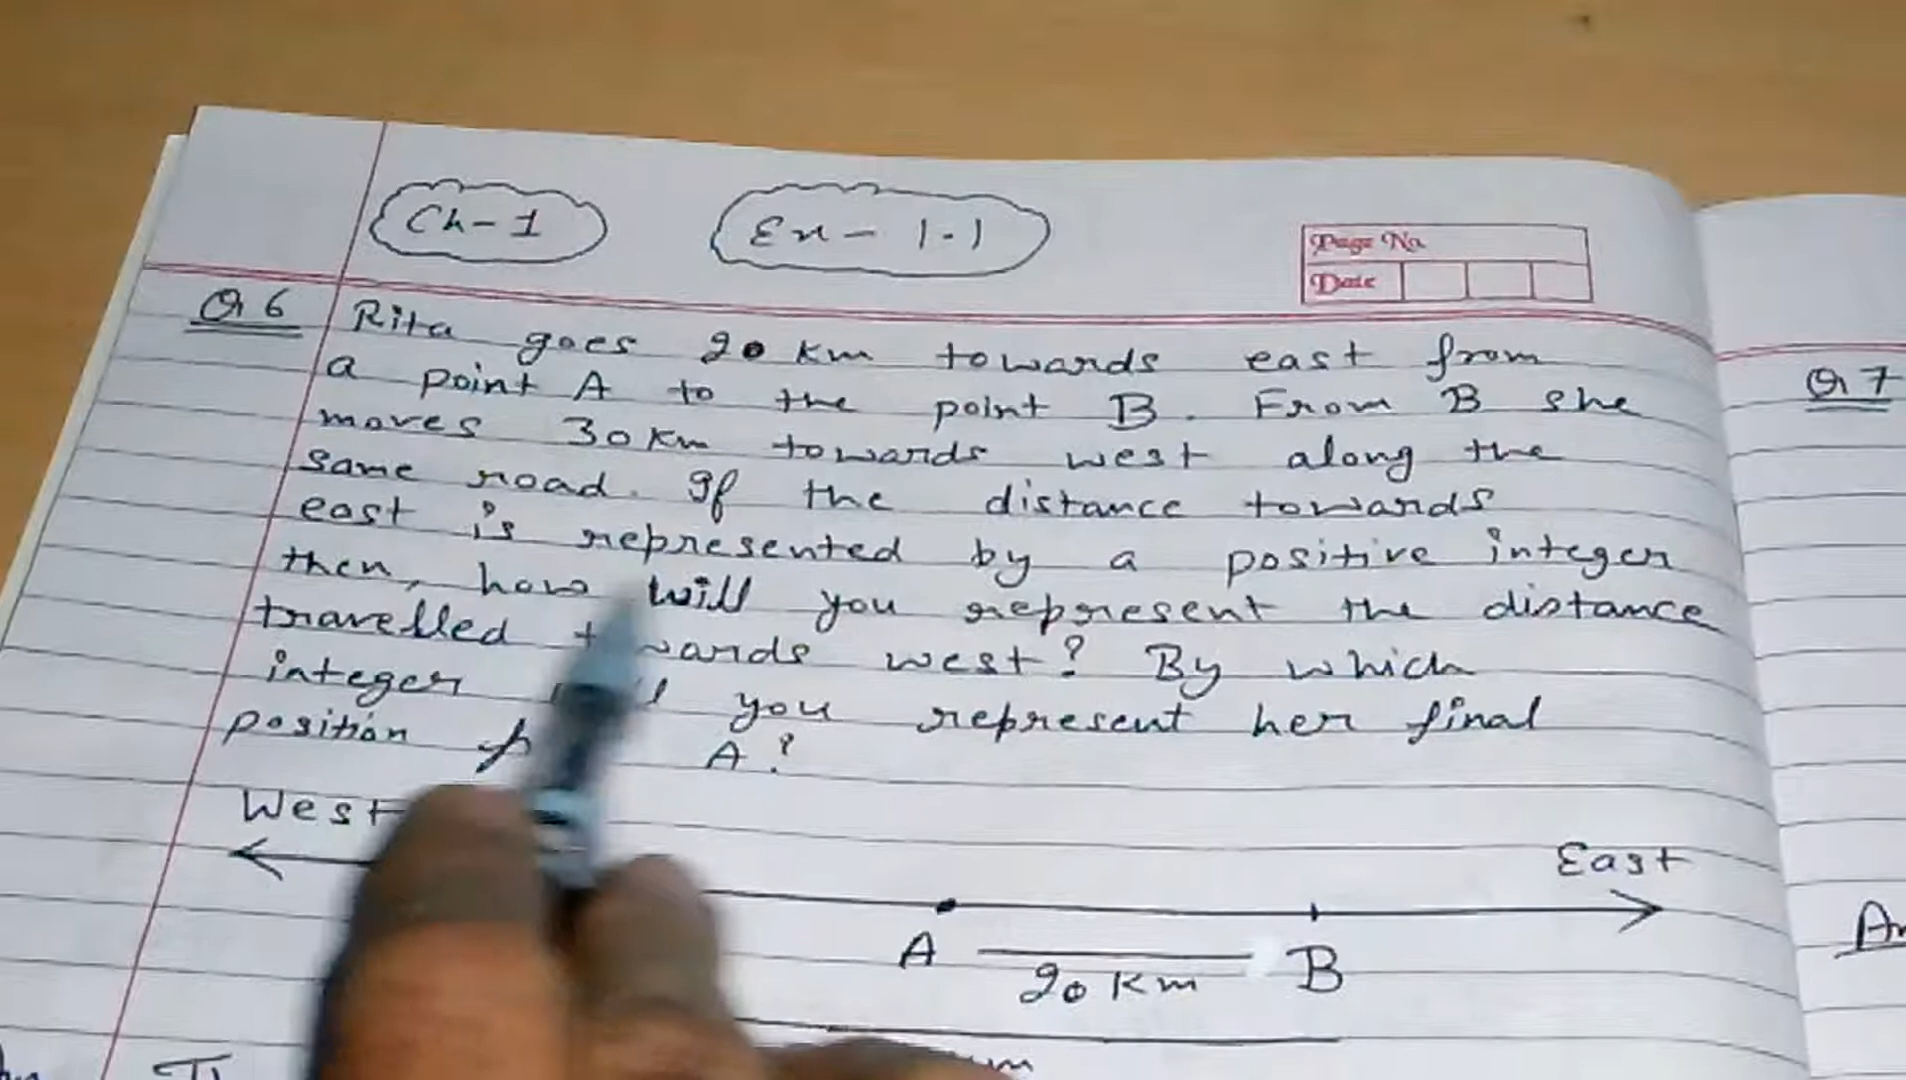 Ch-1
Ex - 1.1
Page No.
Date
Q 6 Rita goes 20 km towards east from
a point A to the point B. From B she
moves 30 km towards west along the
same road. If the distance towards
east is represented by a positive integer
then, how will you represent the distance
travelled towards west? By which
integer you represent her final
position A?
West
East
A 20 km B
Q 7